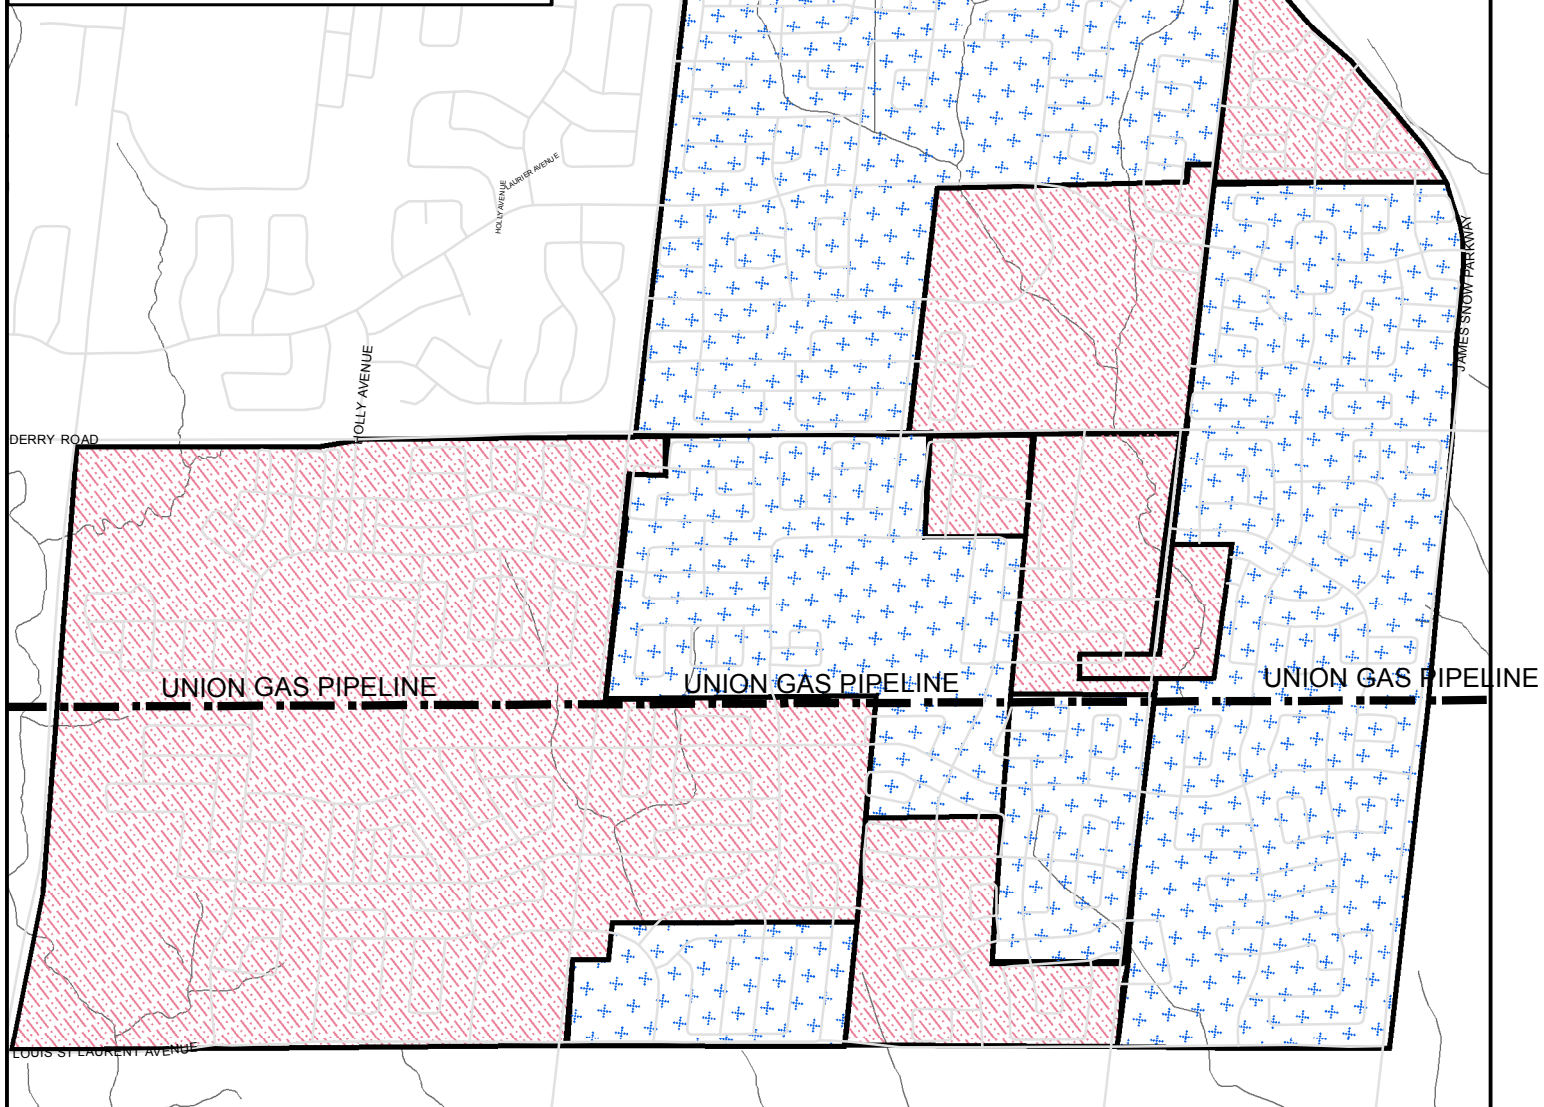 LAURIER AVENUE
HOLLY AVENUE
JAMES SNOW PARKWAY
HOLLY AVENUE
DERRY ROAD
UNION GAS PIPELINE
UNION GAS PIPELINE
UNION GAS PIPELINE
LOUIS ST LAURENT AVENUE